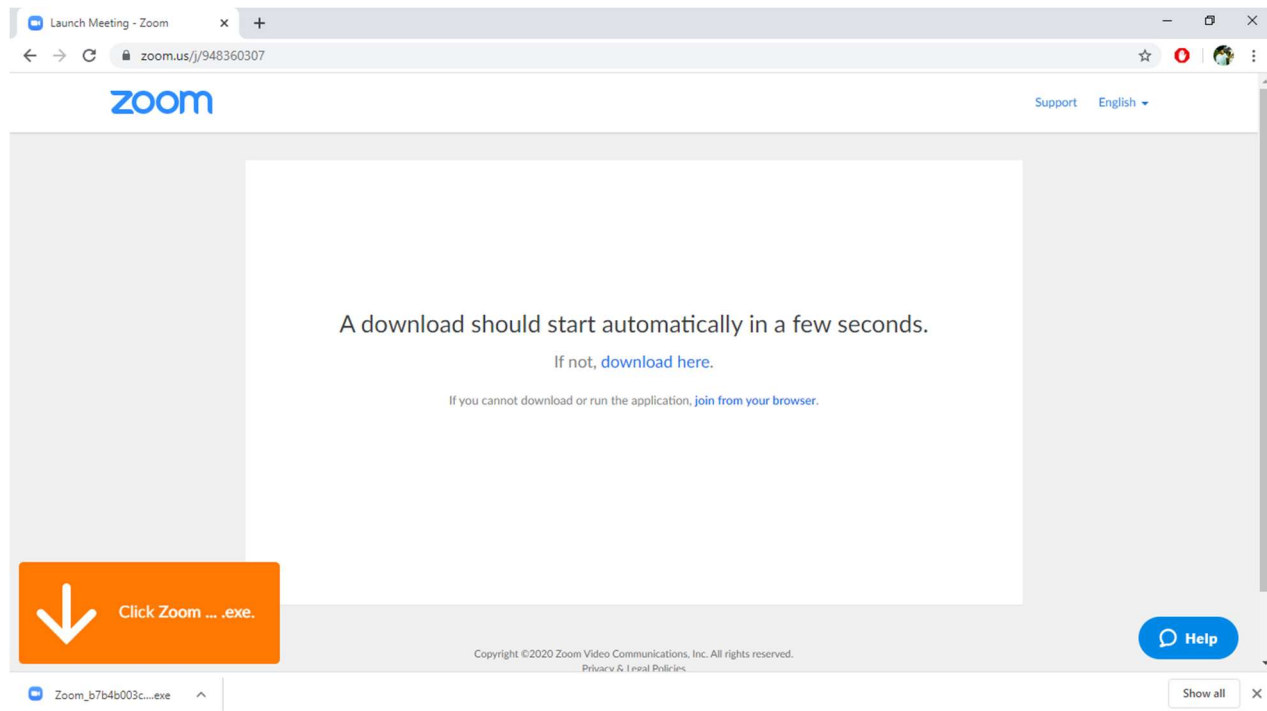 Launch Meeting - Zoom
zoom.us/j/948360307
zoom
Support English
A download should start automatically in a few seconds.
If not, download here.
If you cannot download or run the application, join from your browser.
Click Zoom ... .exe.
Help
Copyright ©2020 Zoom Video Communications, Inc. All rights reserved.
Privacy & Legal Policies
Zoom_b7b4b003c....exe
Show all